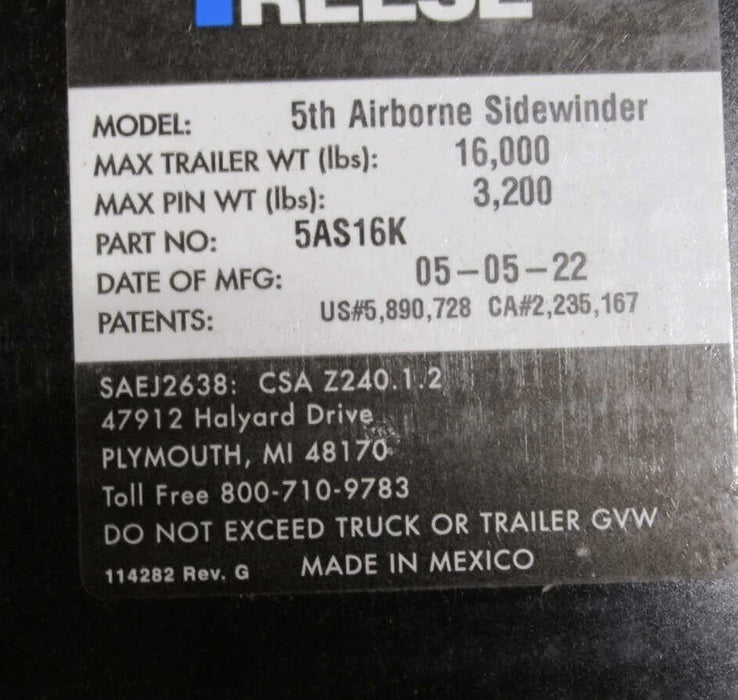 REESE
MODEL: 5th Airborne Sidewinder
MAX TRAILER WT (lbs): 16,000
MAX PIN WT (lbs): 3,200
PART NO: 5AS16K
DATE OF MFG: 05-05-22
PATENTS: US#5,890,728 CA#2,235,167
SAEJ2638: CSA Z240.1.2
47912 Halyard Drive
PLYMOUTH, MI 48170
Toll Free 800-710-9783
DO NOT EXCEED TRUCK OR TRAILER GVW
114282 Rev. G MADE IN MEXICO